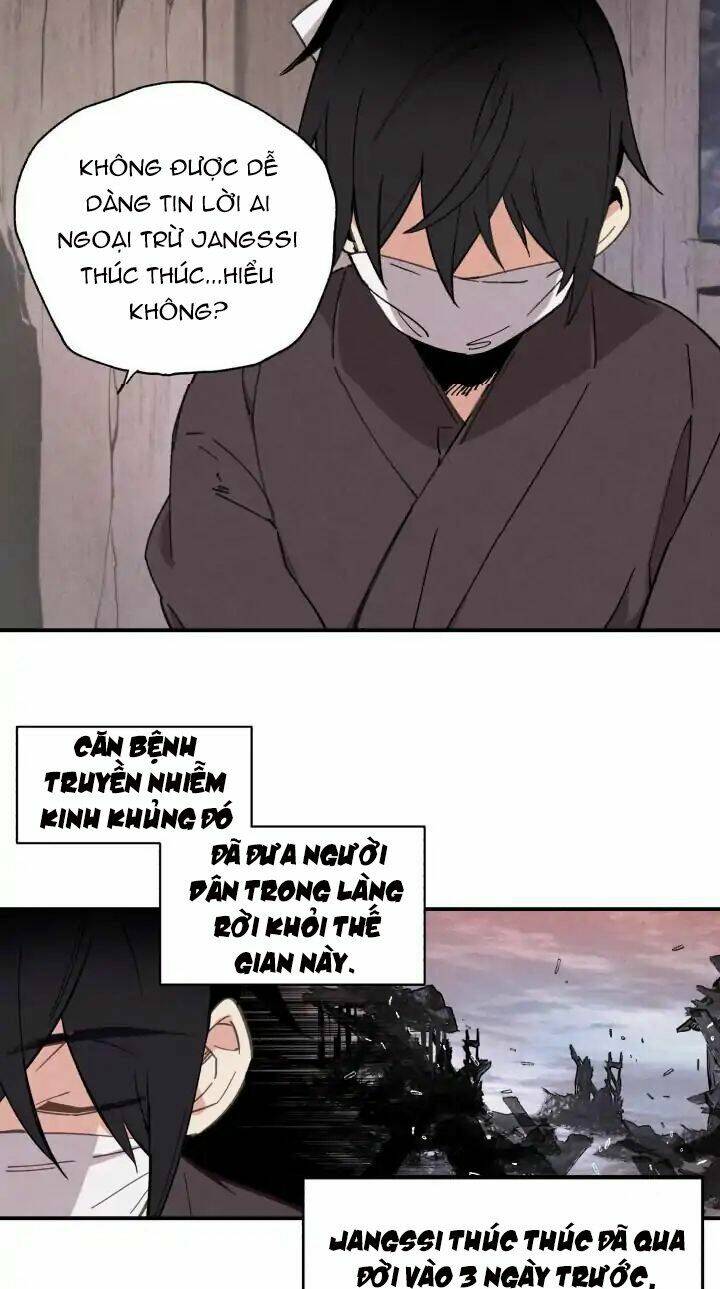 KHÔNG ĐƯỢC DỄ
DÀNG TIN LỜI AI
NGOẠI TRỪ JANGSSI
THÚC THÚC...HIỂU
KHÔNG?
CĂN BỆNH
TRUYỀN NHIỄM
KINH KHỦNG ĐÓ
ĐÃ ĐƯA NGƯỜI
DÂN TRONG LÀNG
RỜI KHỎI THẾ
GIAN NÀY.
JANGSSI THÚC THÚC ĐÃ QUA
ĐỜI VÀO 3 NGÀY TRƯỚC,